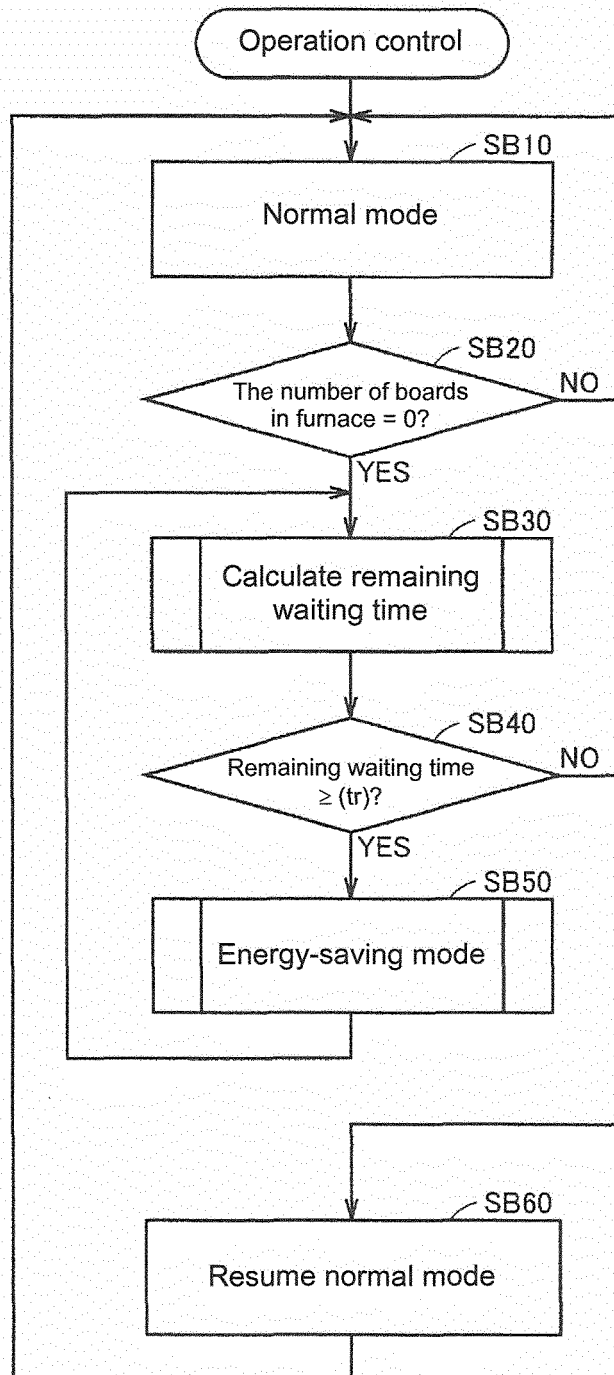 Operation control
SB10
Normal mode
SB20
The number of boards
in furnace = 0?
NO
YES
SB30
Calculate remaining
waiting time
SB40
Remaining waiting time
≥ (tr)?
NO
YES
SB50
Energy-saving mode
SB60
Resume normal mode